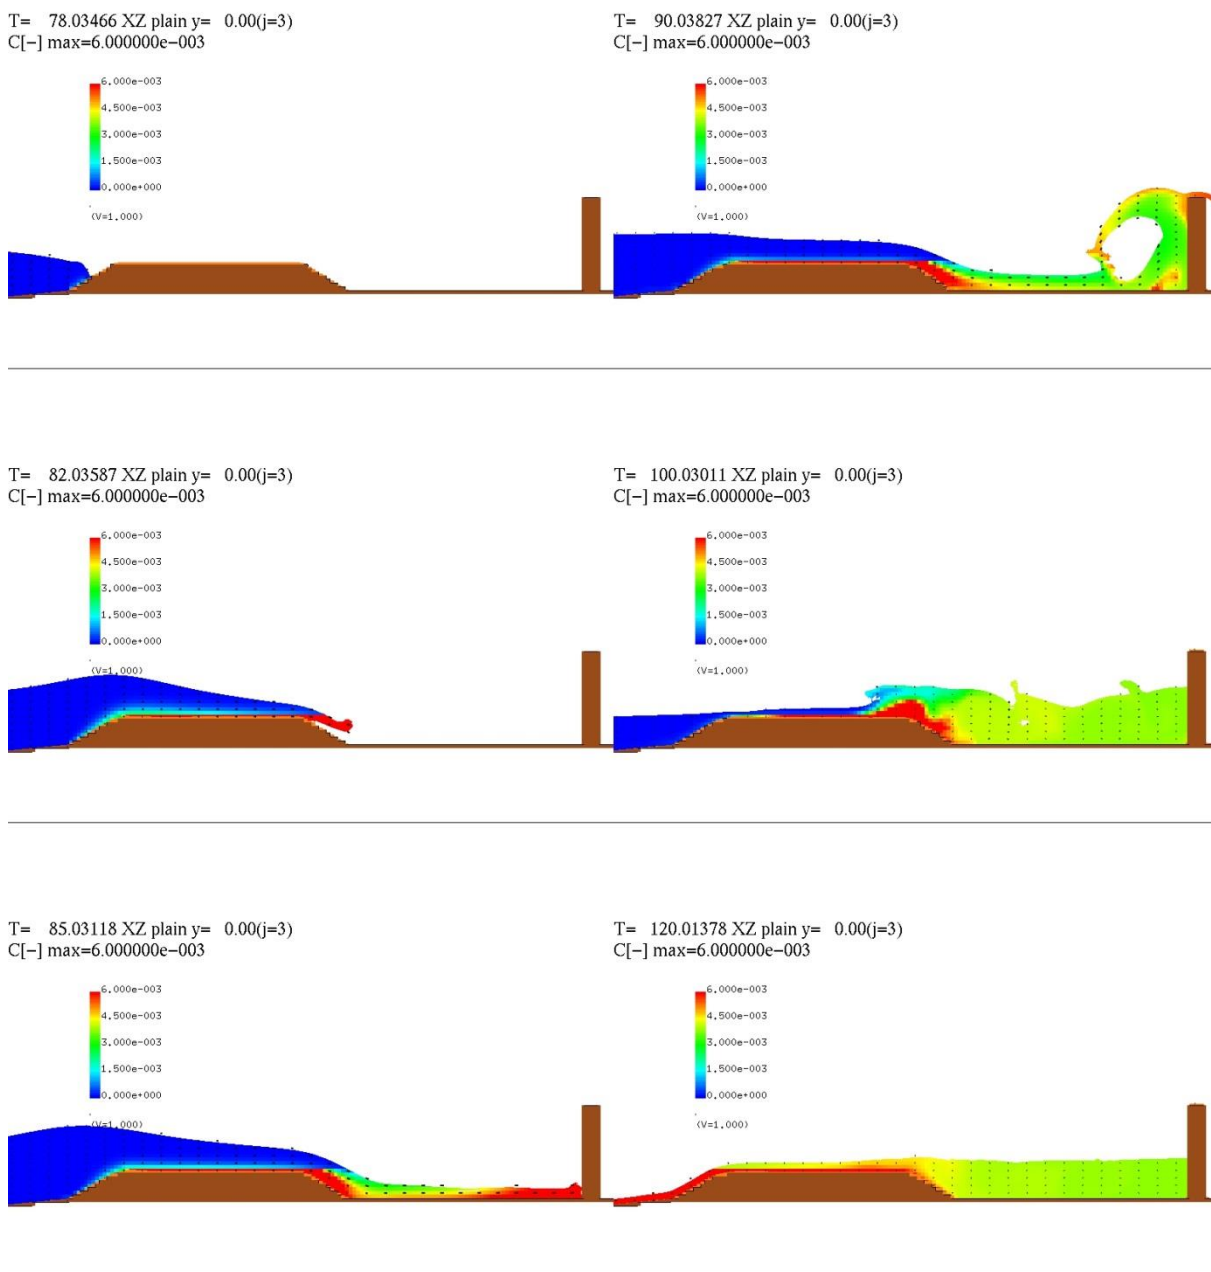 T= 78.03466 XZ plain y= 0.00(j=3)
C[−] max=6.000000e−003
6.000e-003
4.500e-003
3.000e-003
1.500e-003
0.000e+000
(V=1.000)
T= 90.03827 XZ plain y= 0.00(j=3)
C[−] max=6.000000e−003
6.000e-003
4.500e-003
3.000e-003
1.500e-003
0.000e+000
(V=1.000)
T= 82.03587 XZ plain y= 0.00(j=3)
C[−] max=6.000000e−003
6.000e-003
4.500e-003
3.000e-003
1.500e-003
0.000e+000
(V=1.000)
T= 100.03011 XZ plain y= 0.00(j=3)
C[−] max=6.000000e−003
6.000e-003
4.500e-003
3.000e-003
1.500e-003
0.000e+000
(V=1.000)
T= 85.03118 XZ plain y= 0.00(j=3)
C[−] max=6.000000e−003
6.000e-003
4.500e-003
3.000e-003
1.500e-003
0.000e+000
(V=1.000)
T= 120.01378 XZ plain y= 0.00(j=3)
C[−] max=6.000000e−003
6.000e-003
4.500e-003
3.000e-003
1.500e-003
0.000e+000
(V=1.000)